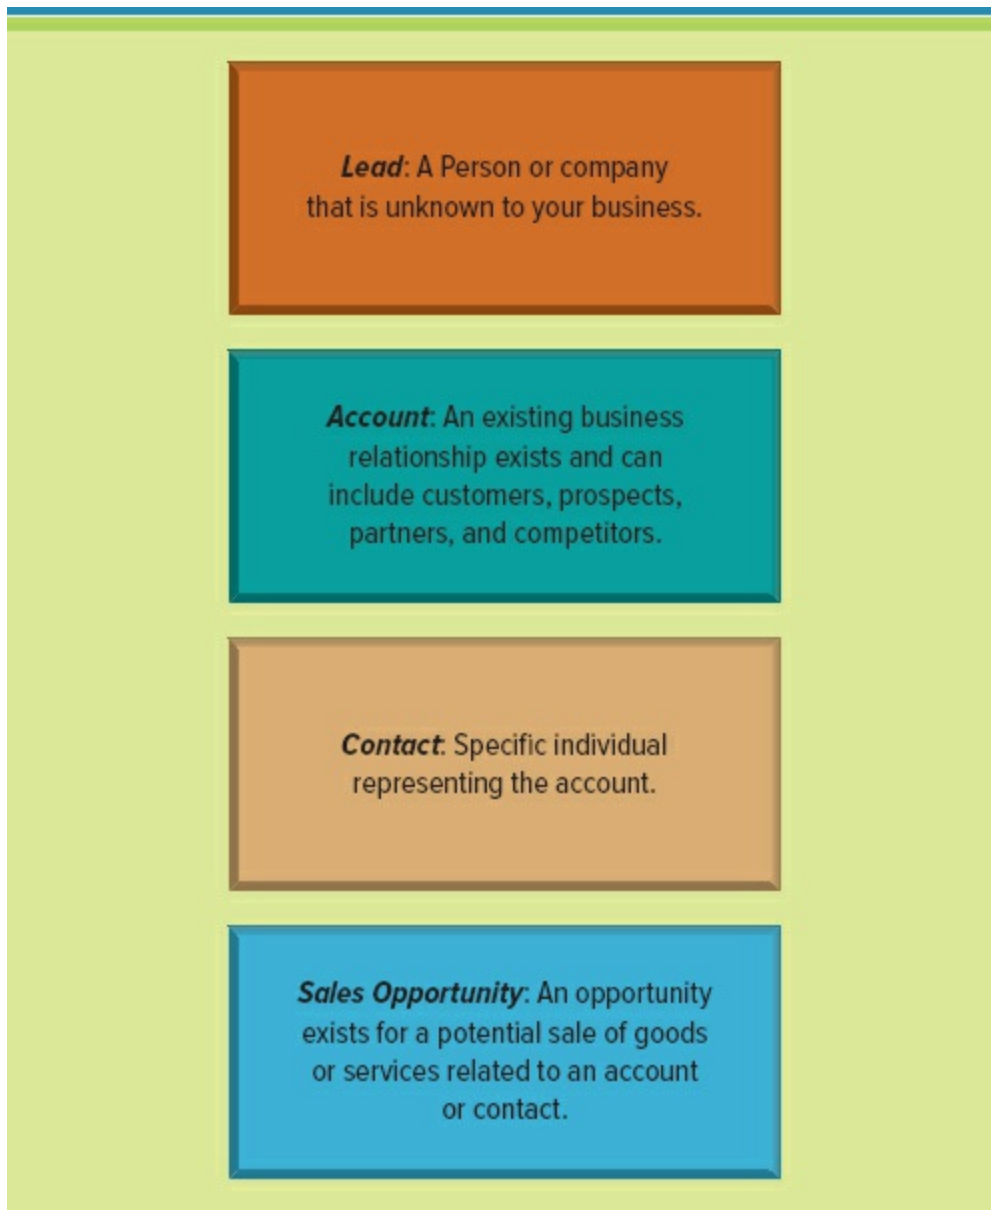 Lead: A Person or company
that is unknown to your business.
Account: An existing business
relationship exists and can
include customers, prospects,
partners, and competitors.
Contact: Specific individual
representing the account.
Sales Opportunity: An opportunity
exists for a potential sale of goods
or services related to an account
or contact.